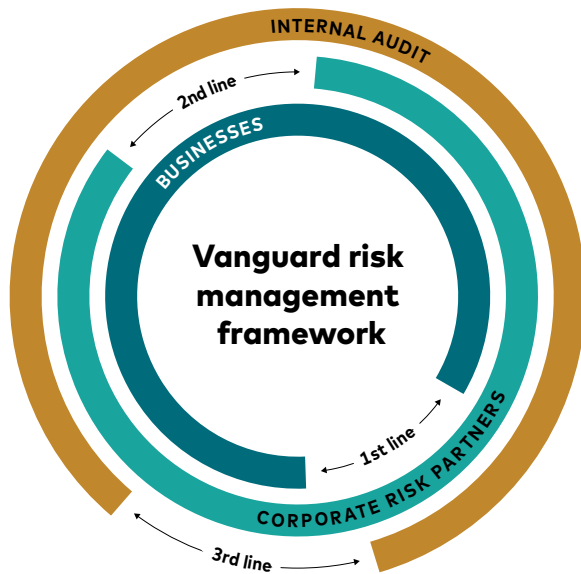 INTERNAL AUDIT
2nd line
BUSINESSES
Vanguard risk
management
framework
1st line
CORPORATE RISK PARTNERS
3rd line